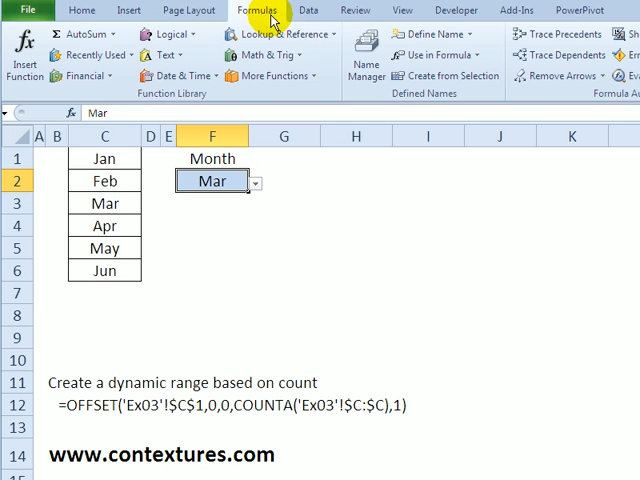 File Home Insert Page Layout Formulas Data Review View Developer Add-Ins PowerPivot
fx Σ AutoSum Logical Lookup & Reference Define Name Trace Precedents
Insert Function Recently Used Text Math & Trig Name Manager Use in Formula Trace Dependents
Financial Date & Time More Functions Create from Selection Remove Arrows
Function Library Defined Names Formula Au
fx Mar
A B C D E F G H I J K
1 Jan Month
2 Feb Mar
3 Mar
4 Apr
5 May
6 Jun
7
8
9
10
11 Create a dynamic range based on count
12 =OFFSET('Ex03'!$C$1,0,0,COUNTA('Ex03'!$C:$C),1)
13
14 www.contextures.com